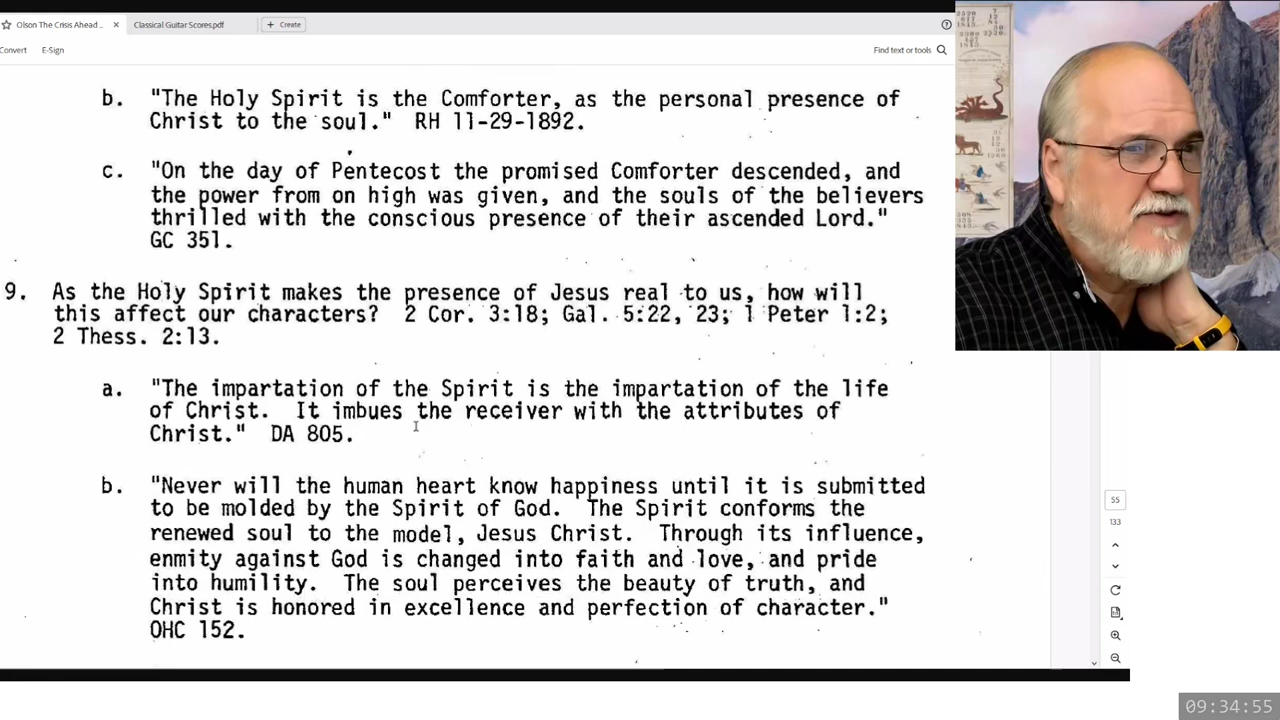 Olson The Crisis Ahead ..
Classical Guitar Scores.pdf
+ Create
Convert
E-Sign
Find text or tools
b. "The Holy Spirit is the Comforter, as the personal presence of
Christ to the soul." RH 11-29-1892.
c. "On the day of Pentecost the promised Comforter descended, and
the power from on high was given, and the souls of the believers
thrilled with the conscious presence of their ascended Lord."
GC 351.
9. As the Holy Spirit makes the presence of Jesus real to us, how will
this affect our characters? 2 Cor. 3:18; Gal. 5:22, 23; 1 Peter 1:2;
2 Thess. 2:13.
a. "The impartation of the Spirit is the impartation of the life
of Christ. It imbues the receiver with the attributes of
Christ." DA 805.
b. "Never will the human heart know happiness until it is submitted
to be molded by the Spirit of God. The Spirit conforms the
renewed soul to the model, Jesus Christ. Through its influence,
enmity against God is changed into faith and love, and pride
into humility. The soul perceives the beauty of truth, and
Christ is honored in excellence and perfection of character."
OHC 152.
55
133
09:34:55